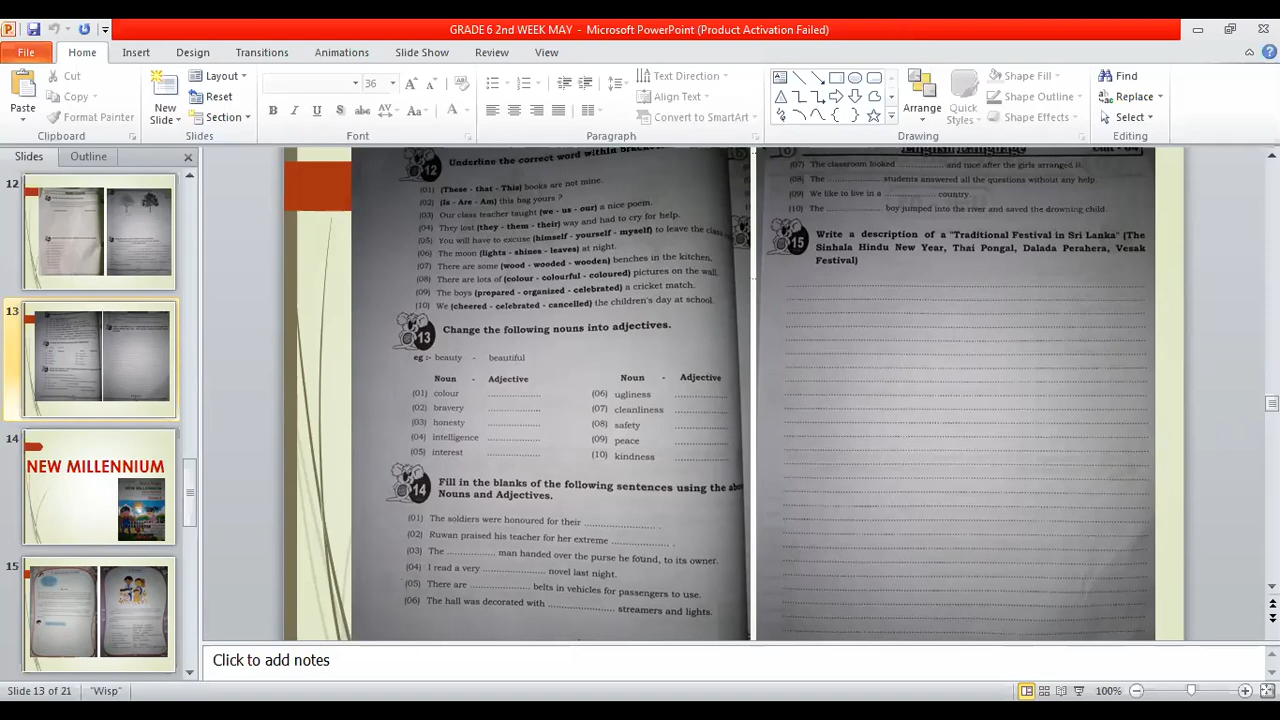 GRADE 6 2nd WEEK MAY - Microsoft PowerPoint (Product Activation Failed)
File Home Insert Design Transitions Animations Slide Show Review View
Paste
Cut
Copy
Format Painter
Clipboard
New Slide
Layout
Reset
Section
Slides
36
Font
Text Direction
Align Text
Convert to SmartArt
Paragraph
Arrange
Quick Styles
Shape Fill
Shape Outline
Shape Effects
Drawing
Find
Replace
Select
Editing
Slides Outline
12
13
14
NEW MILLENNIUM
15
12 Underline the correct word within
(01) (These - that - This) books are not mine.
(02) (Is - Are - Am) this bag yours ?
(03) Our class teacher taught (we - us - our) a nice poem.
(04) They lost (they - them - their) way and had to cry for help.
(05) You will have to excuse (himself - yourself - myself) to leave the class
(06) The moon (lights - shines - leaves) at night.
(07) There are some (wood - wooded - wooden) benches in the kitchen,
(08) There are lots of (colour - colourful - coloured) pictures on the wall.
(09) The boys (prepared - organized - celebrated) a cricket match.
(10) We (cheered - celebrated - cancelled) the children's day at school.
13 Change the following nouns into adjectives.
eg :- beauty - beautiful
Noun - Adjective
(01) colour ................
(02) bravery ................
(03) honesty ................
(04) intelligence ................
(05) interest ................
Noun - Adjective
(06) ugliness ................
(07) cleanliness ................
(08) safety ................
(09) peace ................
(10) kindness ................
14 Fill in the blanks of the following sentences using the
Nouns and Adjectives.
(01) The soldiers were honoured for their .................... .
(02) Ruwan praised his teacher for her extreme ................ .
(03) The ............... man handed over the purse he found, to its owner.
(04) I read a very .................... novel last night.
(05) There are .................... belts in vehicles for passengers to use.
(06) The hall was decorated with .................... streamers and lights.
(07) The classroom looked .................... and nice after the girls arranged it.
(08) The .................... students answered all the questions without any help.
(09) We like to live in a .................... country.
(10) The .................... boy jumped into the river and saved the drowning child.
15 Write a description of a "Traditional Festival in Sri Lanka" (The
Sinhala Hindu New Year, Thai Pongal, Dalada Perahera, Vesak
Festival)
Click to add notes
Slide 13 of 21 "Wisp" 100%